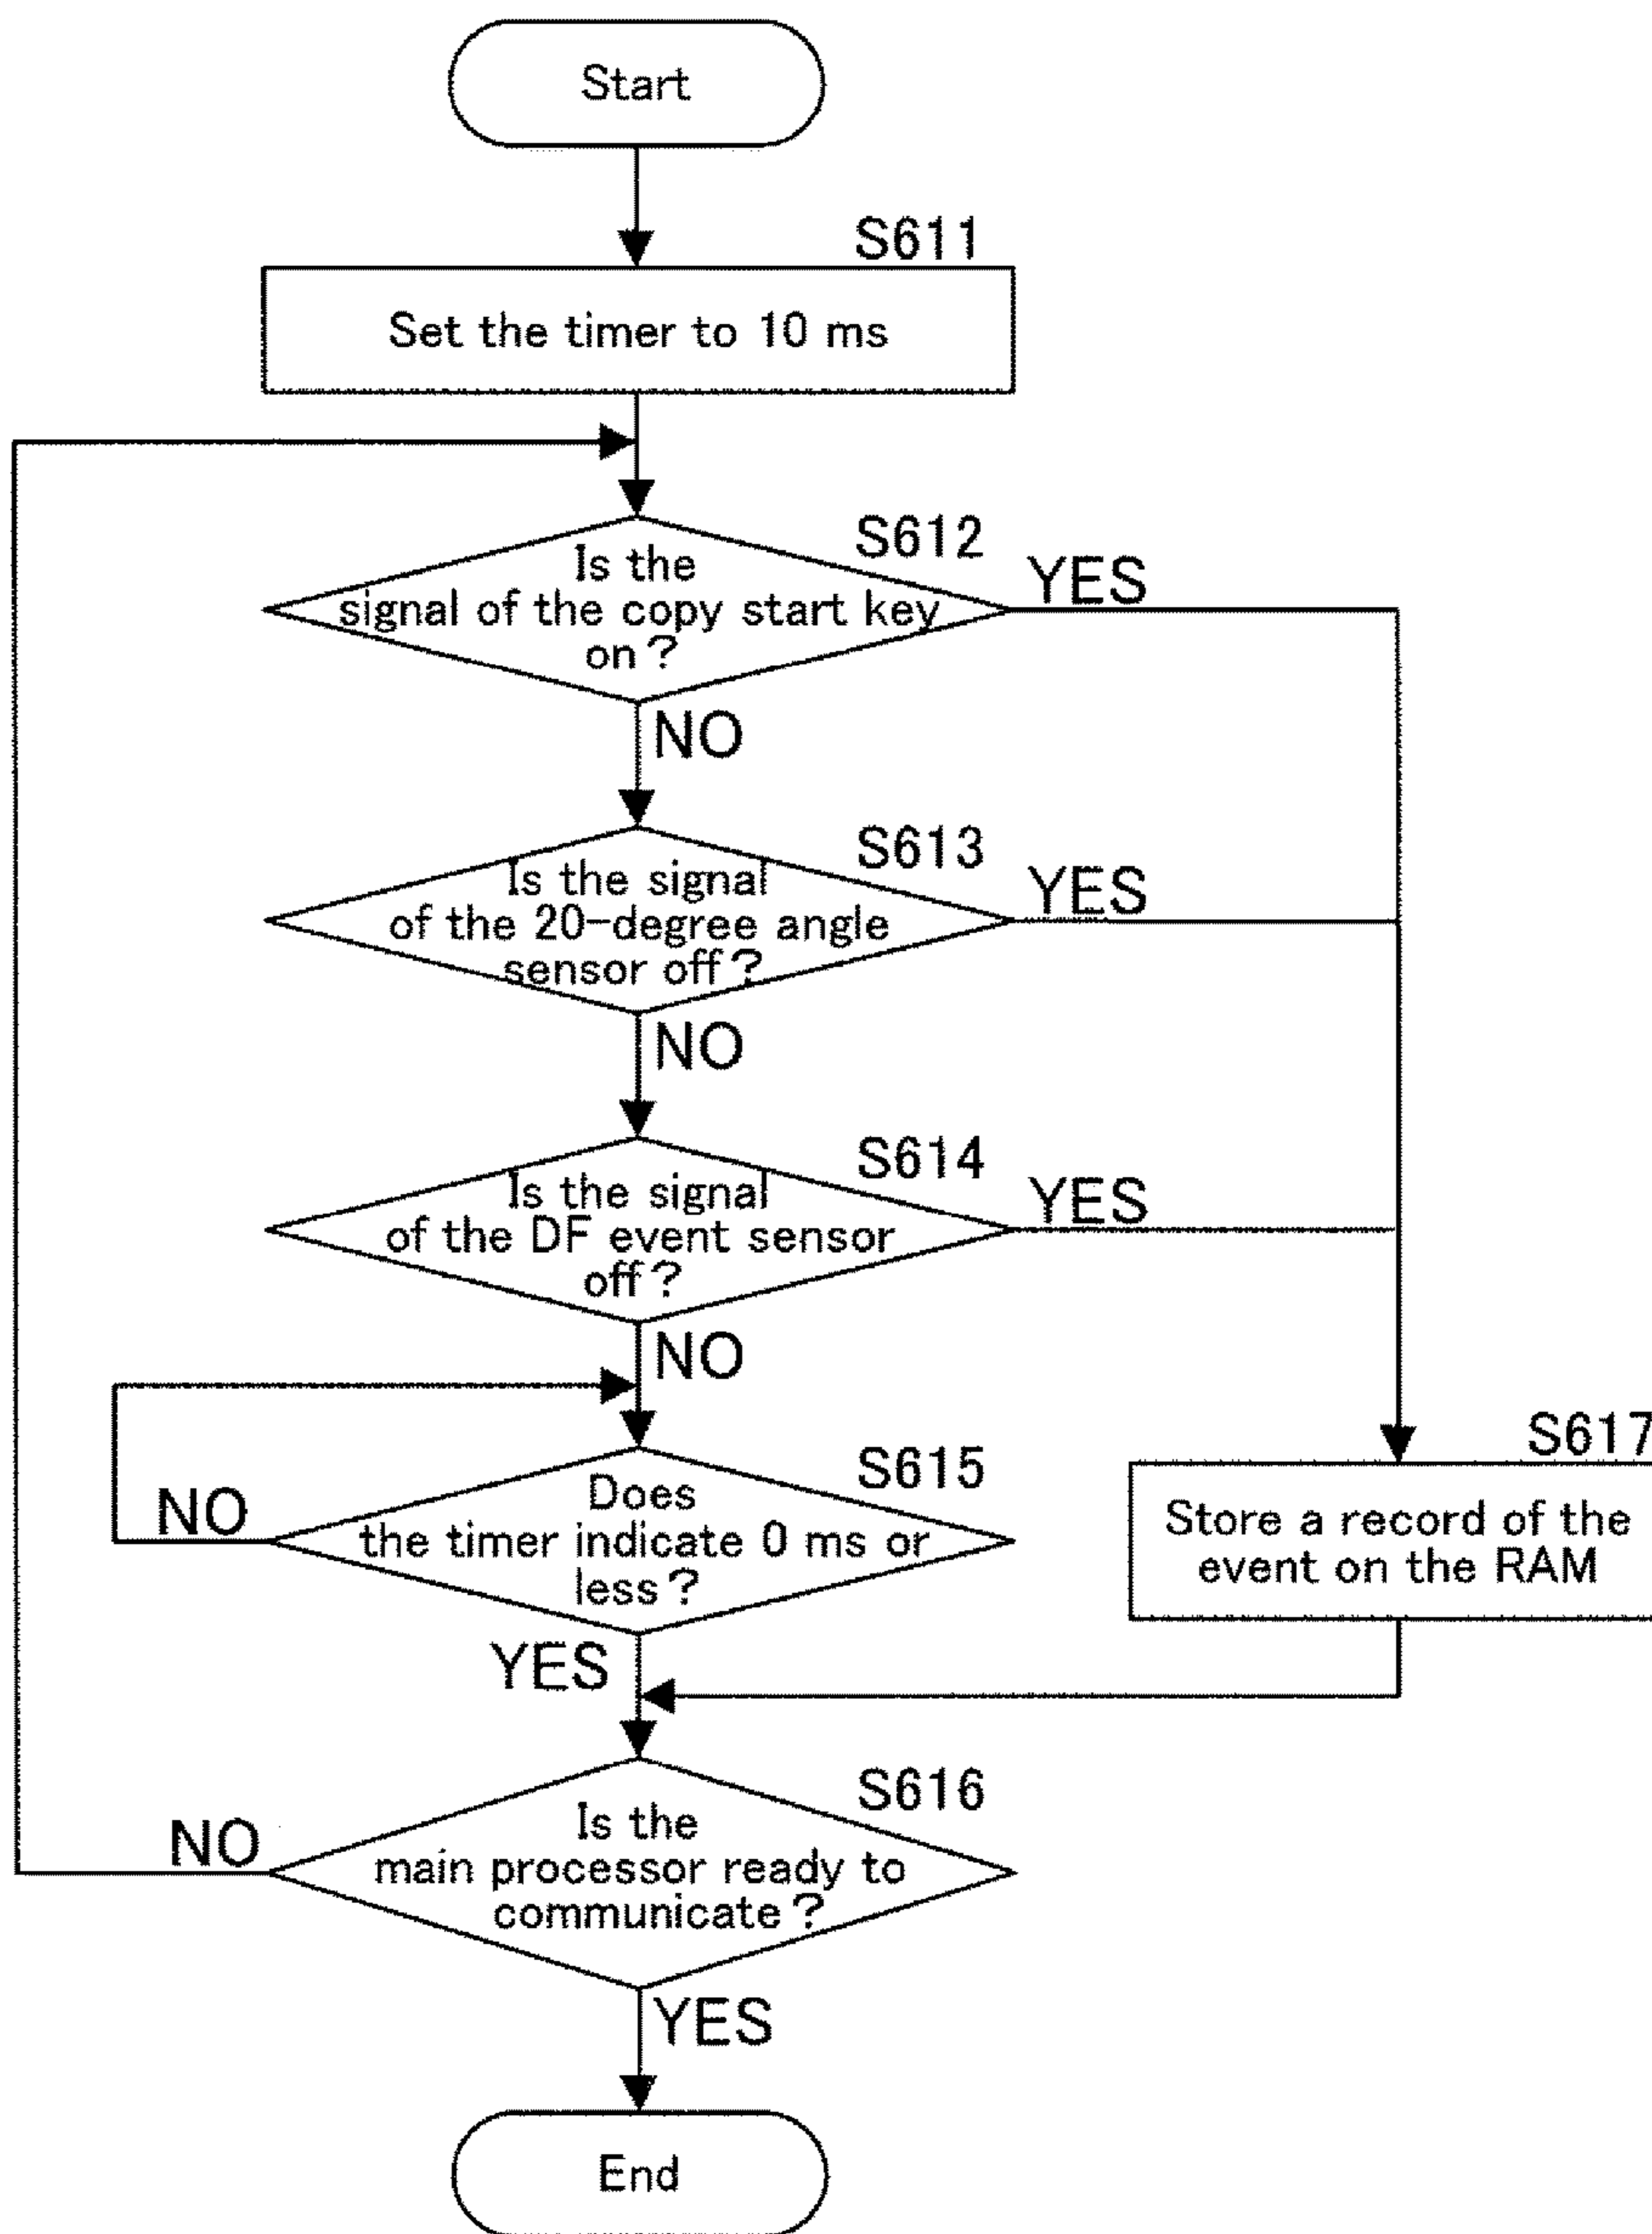 Start
S611
Set the timer to 10 ms
S612
Is the
signal of the copy start key
on?
YES
NO
S613
Is the signal
of the 20-degree angle
sensor off?
YES
NO
S614
Is the signal
of the DF event sensor
off?
YES
NO
S615
Does
the timer indicate 0 ms or
less?
NO
YES
S617
Store a record of the
event on the RAM
S616
Is the
main processor ready to
communicate?
NO
YES
End